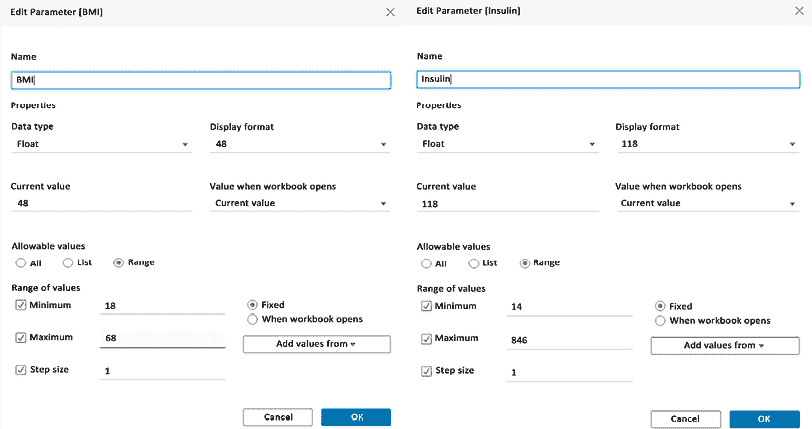 Edit Parameter [BMI]
Name
BMI
Properties
Data type Display format
Float 48
Current value Value when workbook opens
48 Current value
Allowable values
All List Range
Range of values
Minimum 18 Fixed
When workbook opens
Maximum 68 Add values from
Step size 1
Cancel OK
Edit Parameter [Insulin]
Name
Insulin
Properties
Data type Display format
Float 118
Current value Value when workbook opens
118 Current value
Allowable values
All List Range
Range of values
Minimum 14 Fixed
When workbook opens
Maximum 846 Add values from
Step size 1
Cancel OK